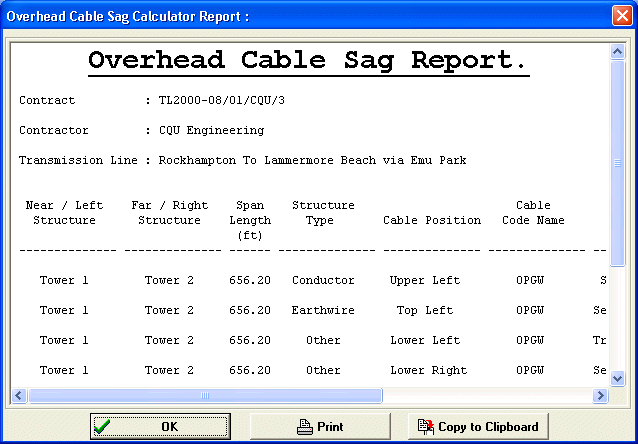 Overhead Cable Sag Calculator Report :
Overhead Cable Sag Report.
Contract : TL2000-08/01/CQU/3
Contractor : CQU Engineering
Transmission Line : Rockhampton To Lammermore Beach via Emu Park
Near / Left Far / Right Span Structure Cable
Structure Structure Length Type Cable Position Code Name
(ft)
------------- ------------- ------ ------------- ------------- ------------- --
Tower 1 Tower 2 656.20 Conductor Upper Left OPGW S
Tower 1 Tower 2 656.20 Earthwire Top Left OPGW Se
Tower 1 Tower 2 656.20 Other Lower Left OPGW Tr
Tower 1 Tower 2 656.20 Other Lower Right OPGW Se
OK Print Copy to Clipboard